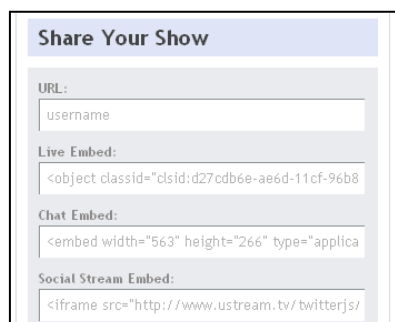 Share Your Show
URL:
username
Live Embed:
<object classid="clsid:d27cdb6e-ae6d-11cf-96b8
Chat Embed:
<embed width="563" height="266" type="applica
Social Stream Embed:
<iframe src="http://www.ustream.tv/twitterjs/